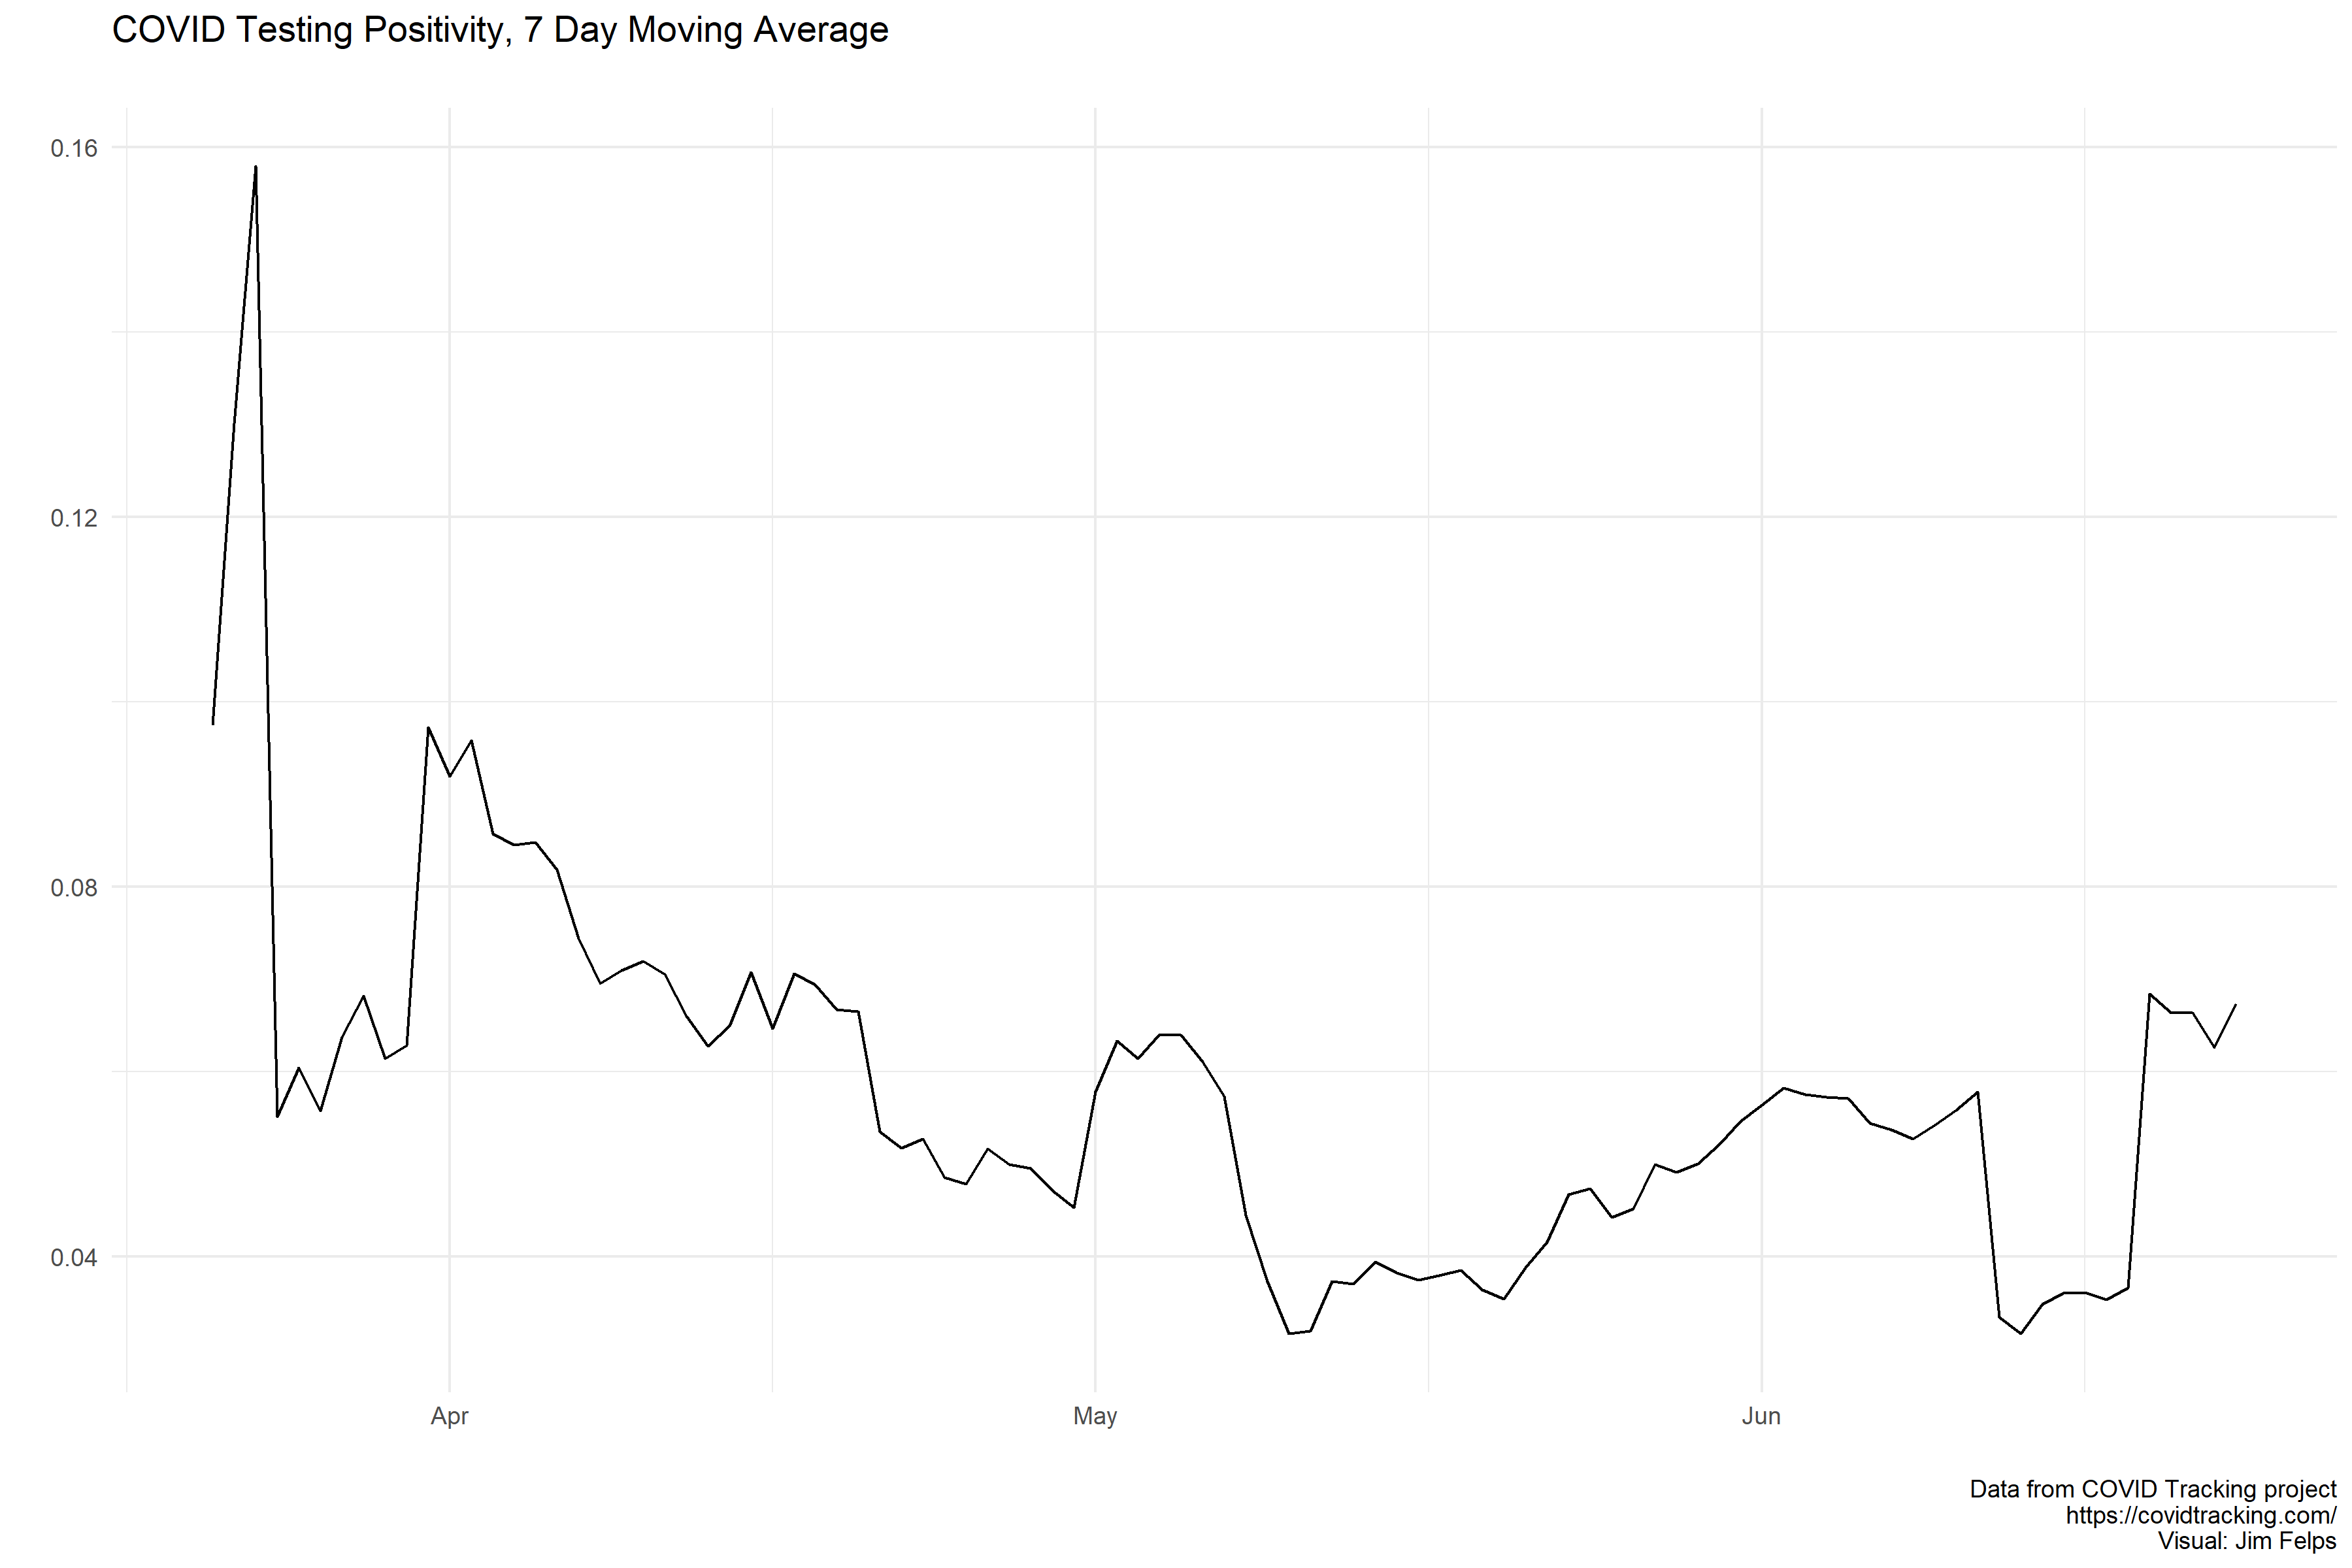 COVID Testing Positivity, 7 Day Moving Average
0.16
0.12
0.08
0.04
Apr
May
Jun
Data from COVID Tracking project
https://covidtracking.com/
Visual: Jim Felps